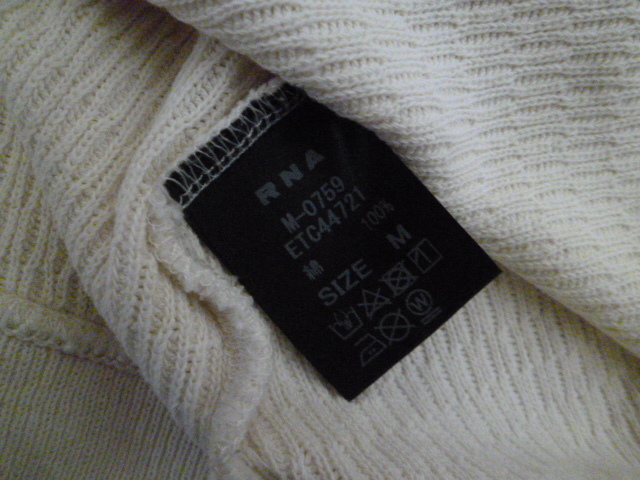 RNA
M-0759
ETC44721
綿 100%
SIZE M
W